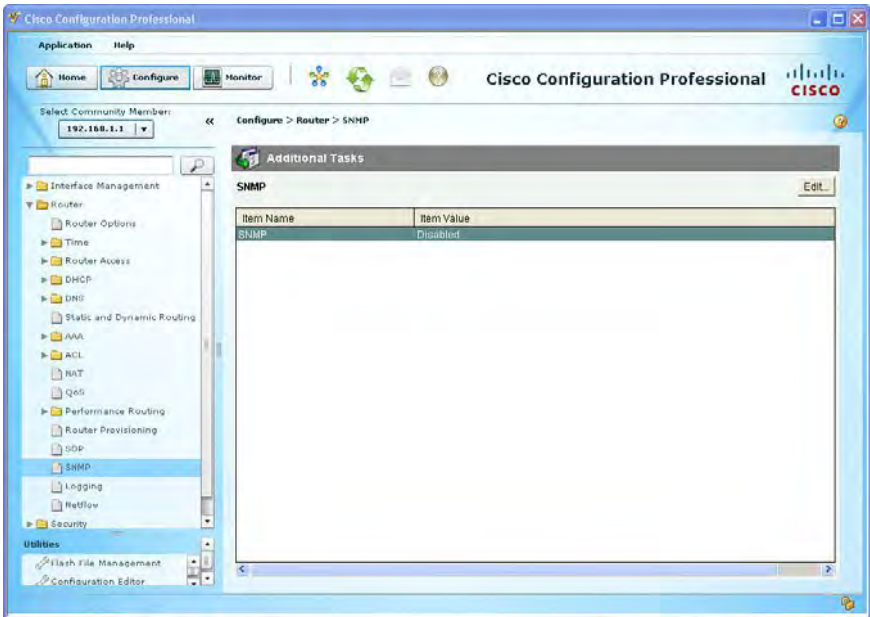 Cisco Configuration Professional
Application Help
Home Configure Monitor
Cisco Configuration Professional
CISCO
Select Community Member:
192.168.1.1
Configure > Router > SNMP
Additional Tasks
SNMP
Edit...
Item Name Item Value
SNMP Disabled
Interface Management
Router
Router Options
Time
Router Access
DHCP
DNS
Static and Dynamic Routing
AAA
ACL
NAT
QoS
Performance Routing
Router Provisioning
SDP
SNMP
Logging
Netflow
Security
Utilities
Flash File Management
Configuration Editor